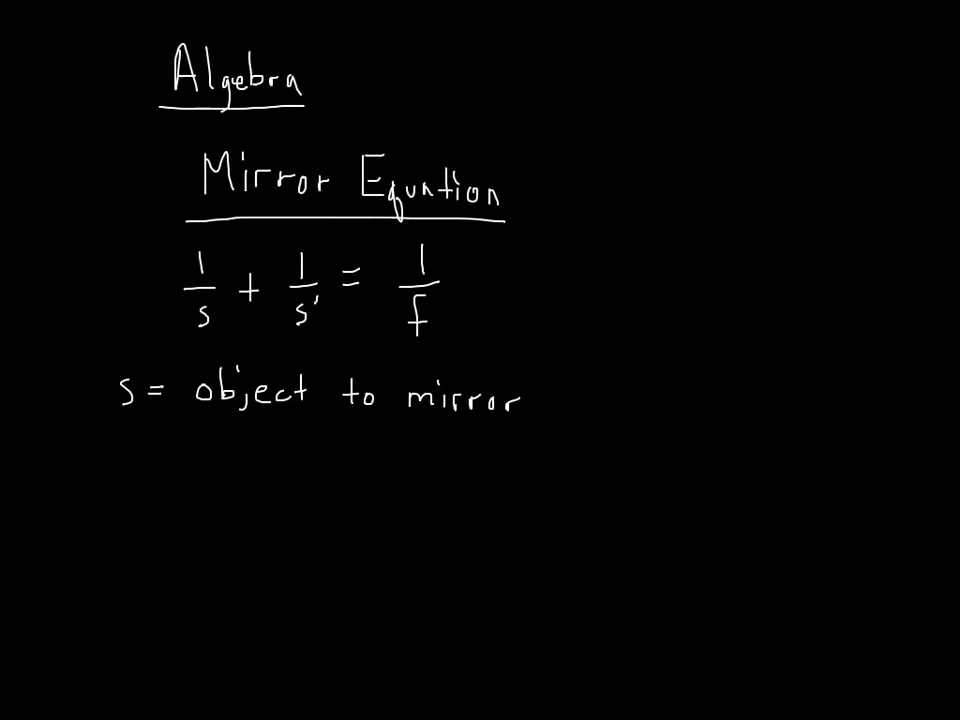 Algebra
Mirror Equation
1/s + 1/s' = 1/f
s = object to mirror